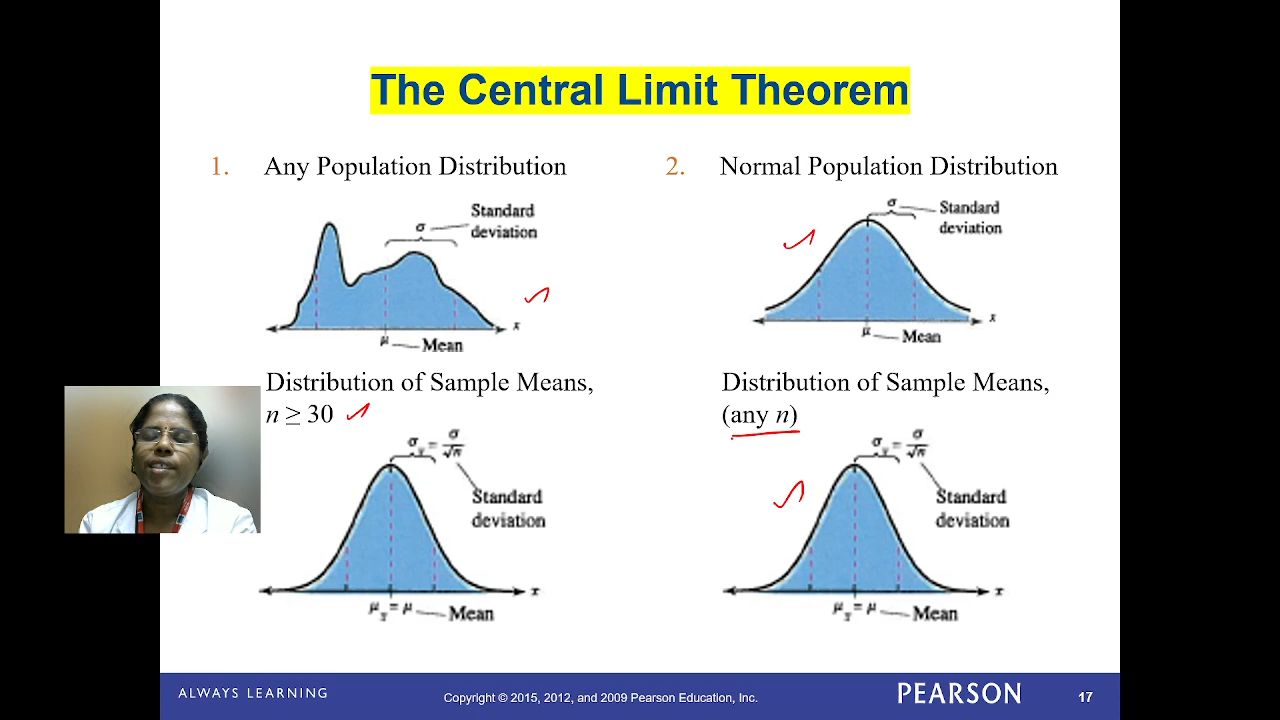 The Central Limit Theorem
1. Any Population Distribution
σ Standard
deviation
x
μ Mean
Distribution of Sample Means,
n ≥ 30
σx̅ = σ/√n
Standard
deviation
x̅
μx̅ = μ Mean
2. Normal Population Distribution
σ Standard
deviation
x
μ Mean
Distribution of Sample Means,
(any n)
σx̅ = σ/√n
Standard
deviation
x̅
μx̅ = μ Mean
ALWAYS LEARNING
Copyright © 2015, 2012, and 2009 Pearson Education, Inc.
PEARSON
17